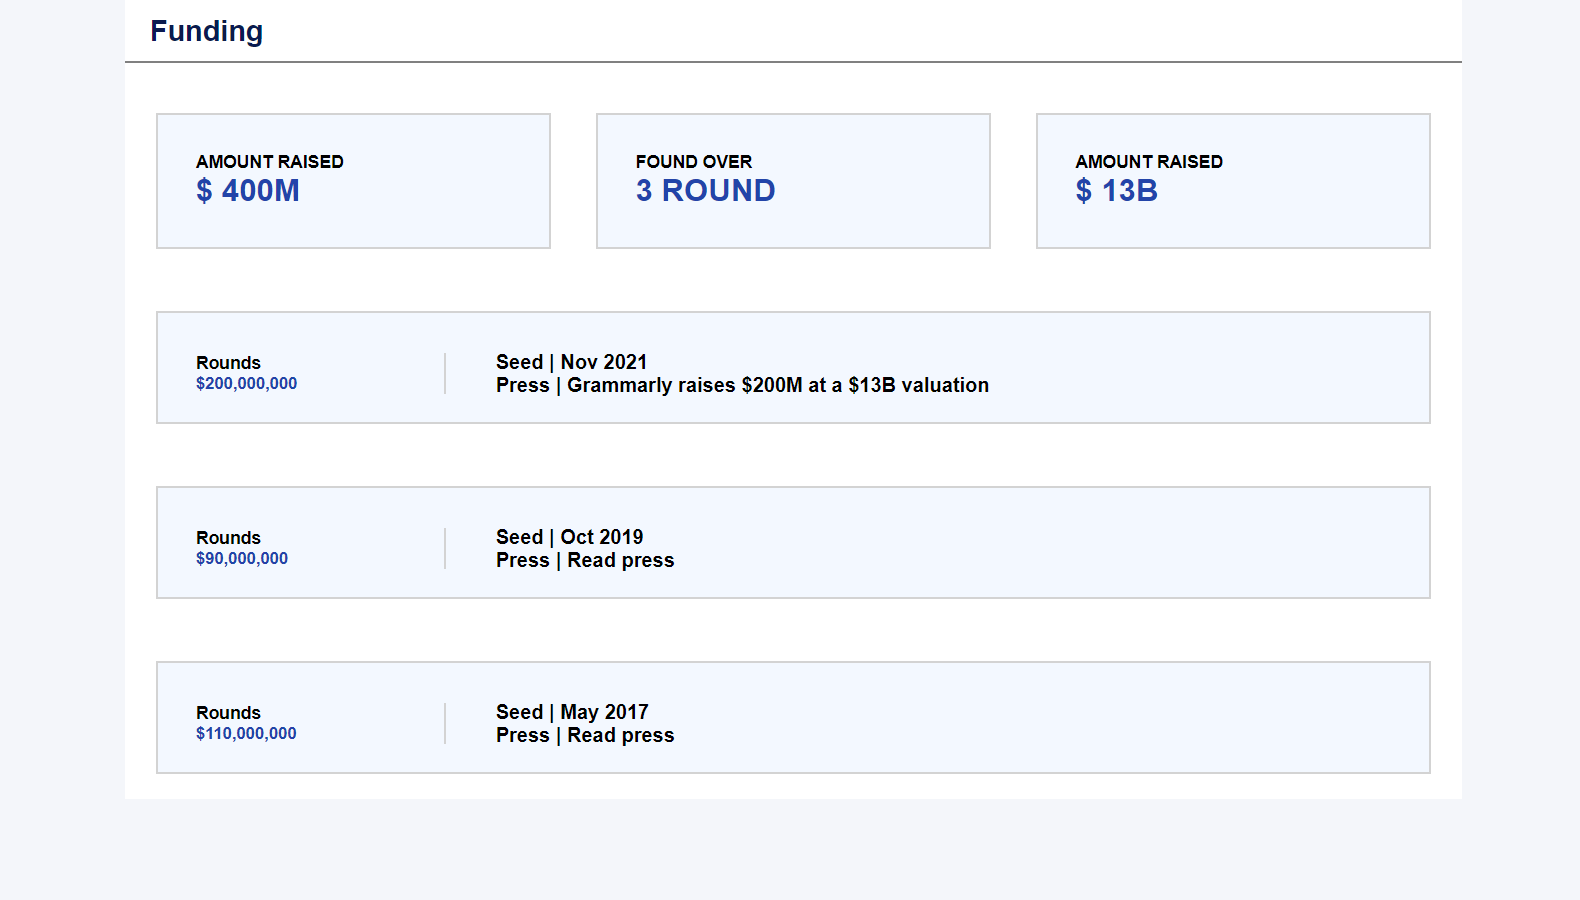 Funding
AMOUNT RAISED
$ 400M
FOUND OVER
3 ROUND
AMOUNT RAISED
$ 13B
Rounds
$200,000,000
Seed | Nov 2021
Press | Grammarly raises $200M at a $13B valuation
Rounds
$90,000,000
Seed | Oct 2019
Press | Read press
Rounds
$110,000,000
Seed | May 2017
Press | Read press